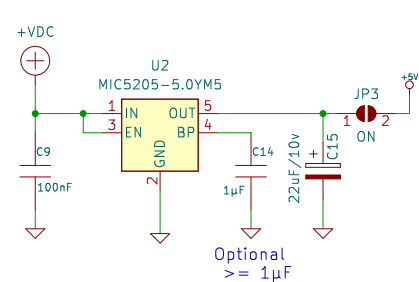 +VDC
U2
MIC5205-5.0YM5
+5V
JP3
1 IN OUT 5
3 EN BP 4
1 2
ON
GND
2
C9
100nF
C14
1µF
C15
22uF/10v
+
Optional
>= 1µF